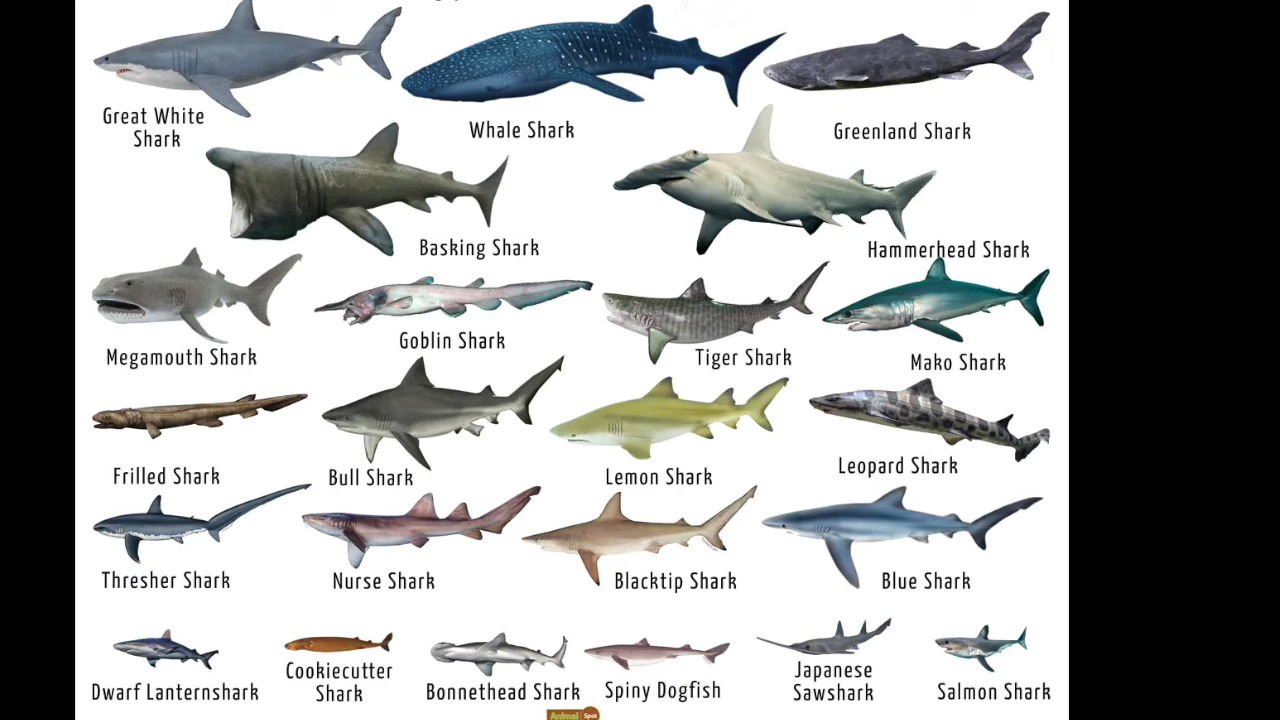 Great White
Shark
Whale Shark
Greenland Shark
Basking Shark
Hammerhead Shark
Megamouth Shark
Goblin Shark
Tiger Shark
Mako Shark
Frilled Shark
Bull Shark
Lemon Shark
Leopard Shark
Thresher Shark
Nurse Shark
Blacktip Shark
Blue Shark
Dwarf Lanternshark
Cookiecutter
Shark
Bonnethead Shark
Spiny Dogfish
Japanese
Sawshark
Salmon Shark
Animal Spot